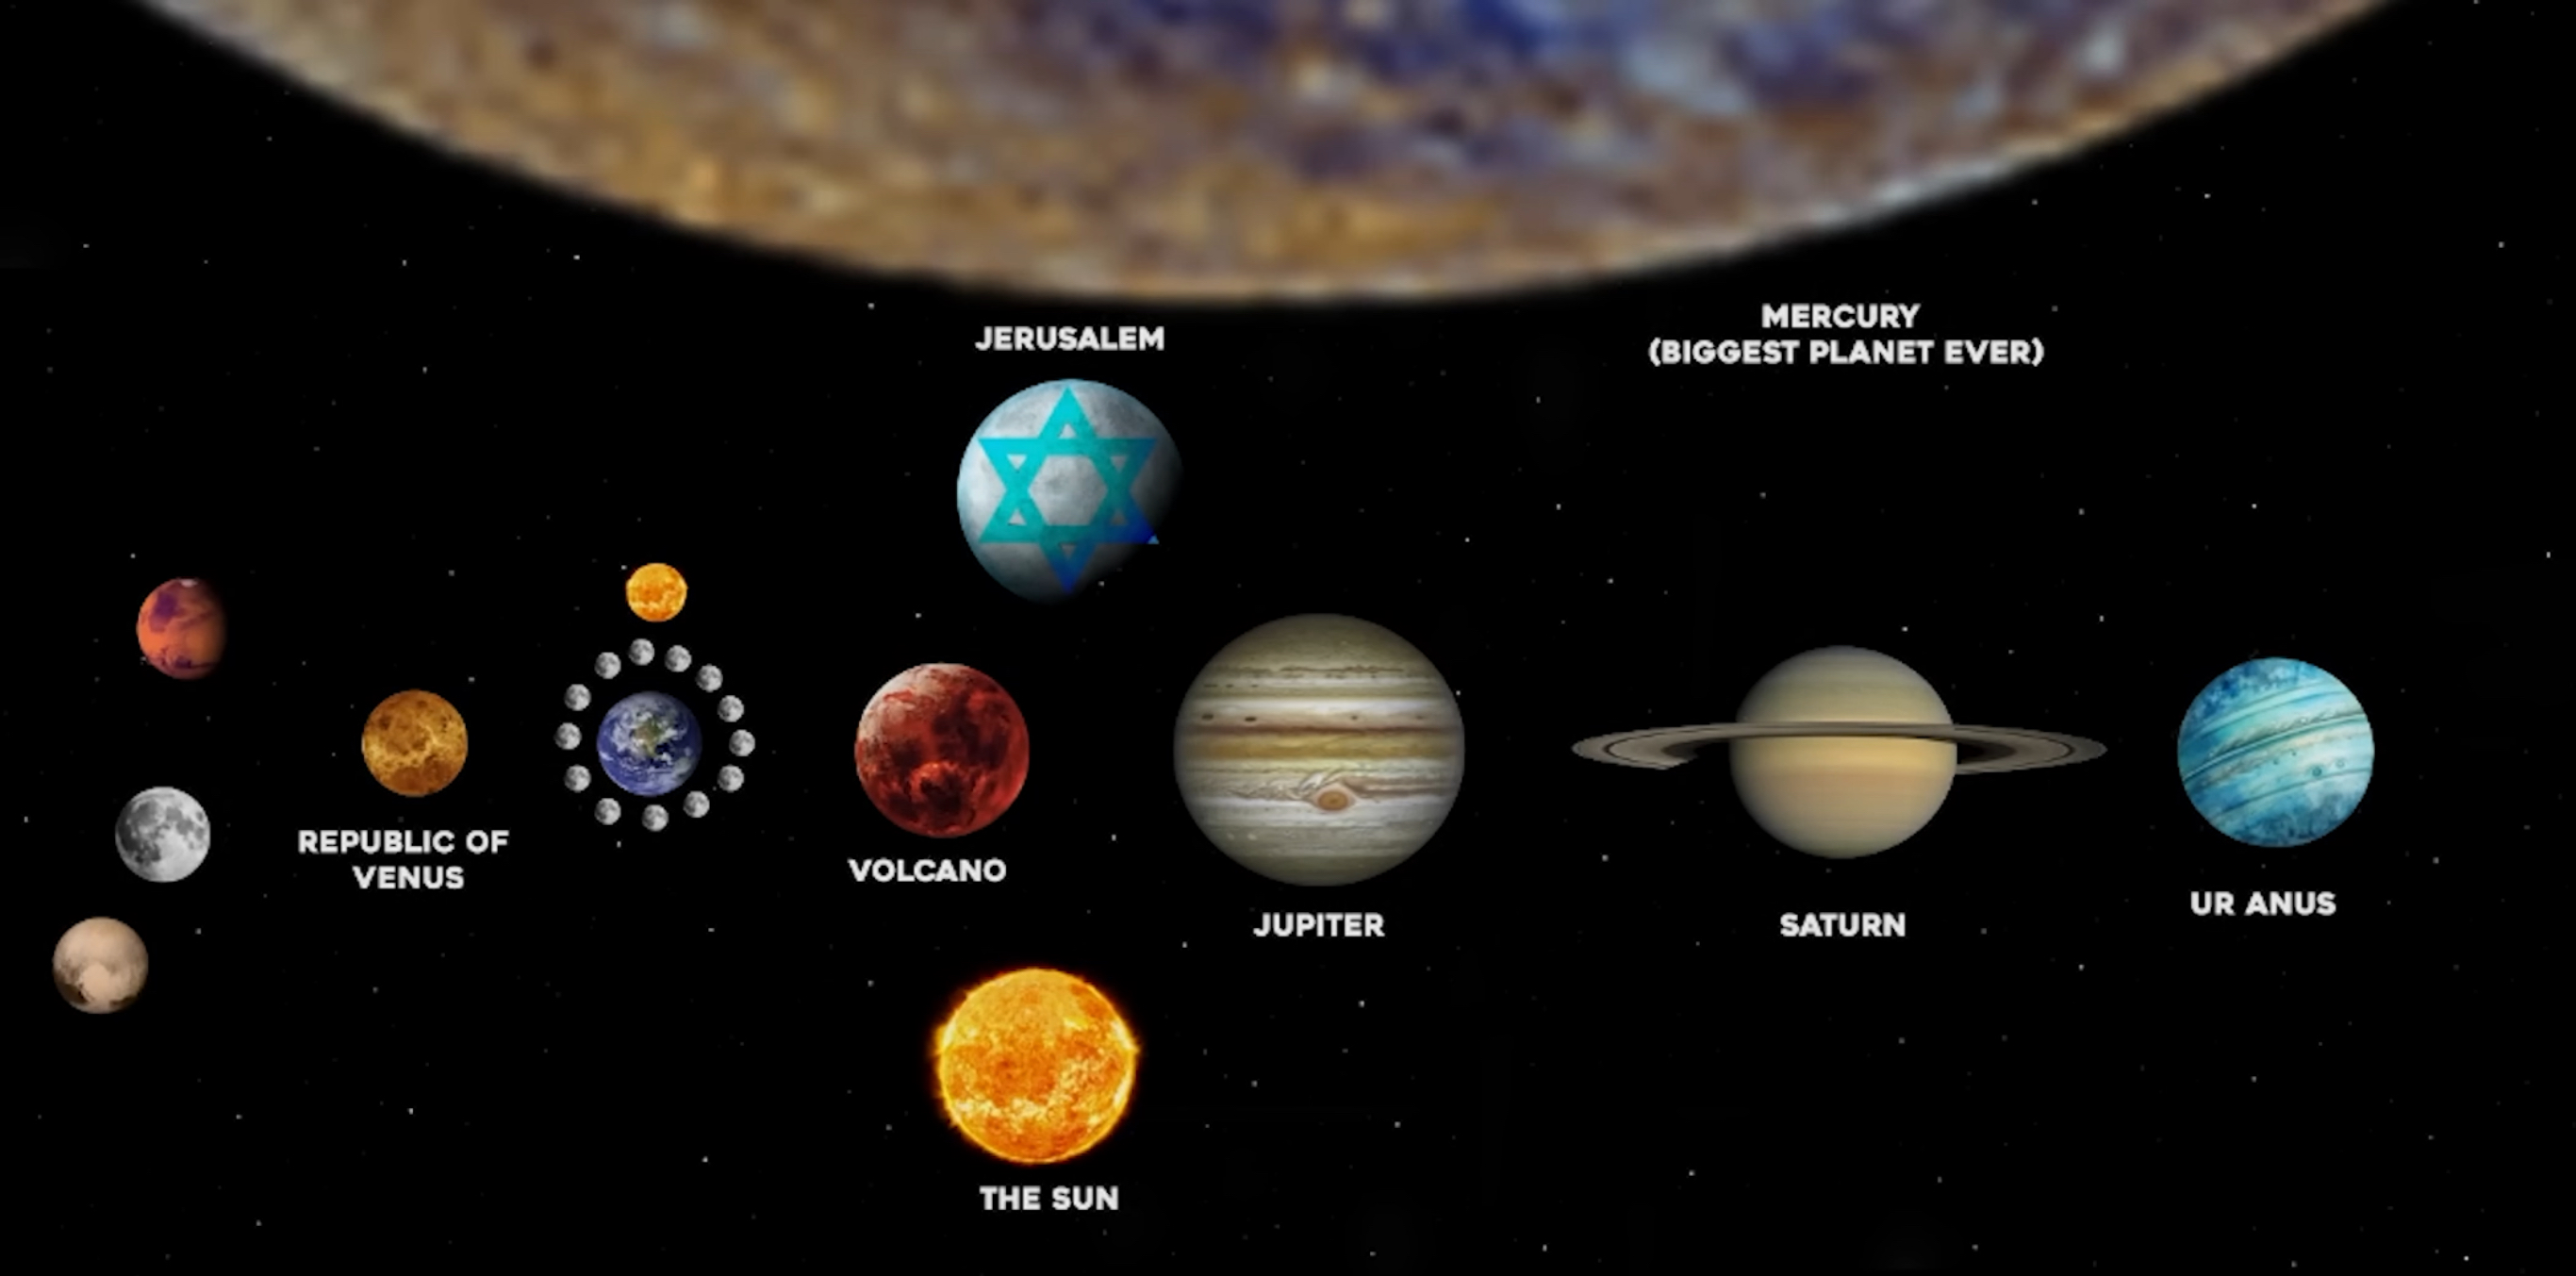 JERUSALEM
MERCURY
(BIGGEST PLANET EVER)
REPUBLIC OF
VENUS
VOLCANO
JUPITER
SATURN
UR ANUS
THE SUN